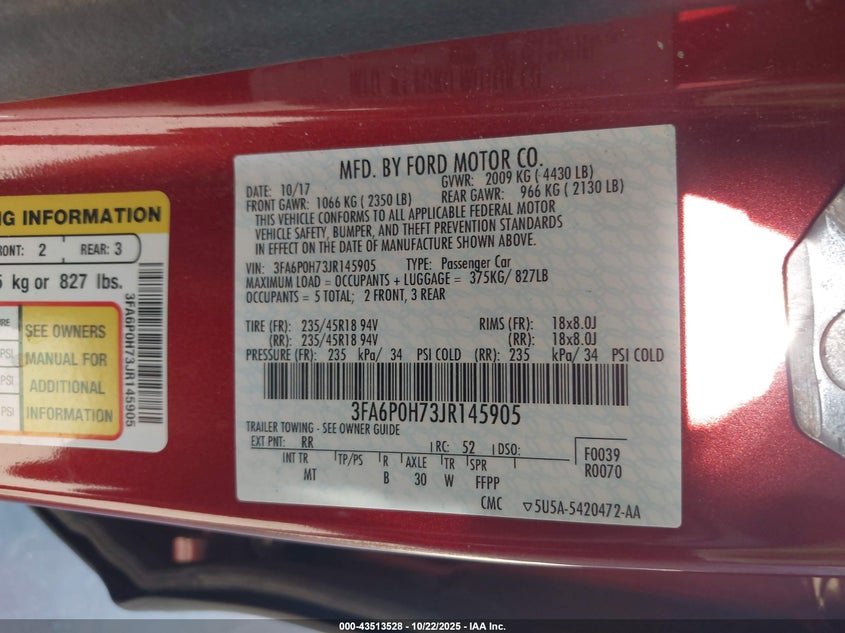 MFD. BY FORD MOTOR CO.
DATE: 10/17 GVWR: 2009 KG ( 4430 LB)
FRONT GAWR: 1066 KG ( 2350 LB) REAR GAWR: 966 KG ( 2130 LB)
THIS VEHICLE CONFORMS TO ALL APPLICABLE FEDERAL MOTOR
VEHICLE SAFETY, BUMPER, AND THEFT PREVENTION STANDARDS
IN EFFECT ON THE DATE OF MANUFACTURE SHOWN ABOVE.
VIN: 3FA6P0H73JR145905 TYPE: Passenger Car
MAXIMUM LOAD = OCCUPANTS + LUGGAGE = 375KG/ 827LB
OCCUPANTS = 5 TOTAL; 2 FRONT, 3 REAR
TIRE (FR): 235/45R18 94V RIMS (FR): 18x8.0J
(RR): 235/45R18 94V (RR): 18x8.0J
PRESSURE (FR): 235 kPa/ 34 PSI COLD (RR): 235 kPa/ 34 PSI COLD
3FA6P0H73JR145905
TRAILER TOWING - SEE OWNER GUIDE
EXT PNT: RR RC: 52 DSO: F0039
R0070
INT TR TP/PS R AXLE TR SPR
MT B 30 W FFPP
CMC ▽5U5A-5420472-AA
NG INFORMATION
RONT: 2 REAR: 3
5 kg or 827 lbs.
SEE OWNERS
MANUAL FOR
ADDITIONAL
INFORMATION
PSI
PSI
PSI
3FA6P0H73JR145905
000-43513528 - 10/22/2025 - IAA Inc.